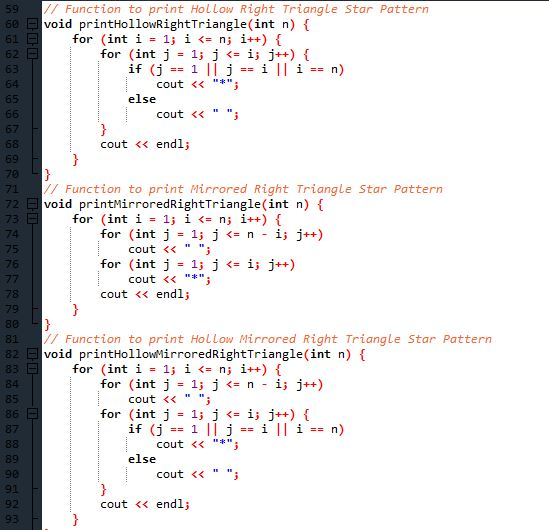 59 // Function to print Hollow Right Triangle Star Pattern
60 void printHollowRightTriangle(int n) {
61     for (int i = 1; i <= n; i++) {
62         for (int j = 1; j <= i; j++) {
63             if (j == 1 || j == i || i == n)
64                 cout << "*";
65             else
66                 cout << " ";
67         }
68         cout << endl;
69     }
70 }
71 // Function to print Mirrored Right Triangle Star Pattern
72 void printMirroredRightTriangle(int n) {
73     for (int i = 1; i <= n; i++) {
74         for (int j = 1; j <= n - i; j++)
75             cout << " ";
76         for (int j = 1; j <= i; j++)
77             cout << "*";
78         cout << endl;
79     }
80 }
81 // Function to print Hollow Mirrored Right Triangle Star Pattern
82 void printHollowMirroredRightTriangle(int n) {
83     for (int i = 1; i <= n; i++) {
84         for (int j = 1; j <= n - i; j++)
85             cout << " ";
86         for (int j = 1; j <= i; j++) {
87             if (j == 1 || j == i || i == n)
88                 cout << "*";
89             else
90                 cout << " ";
91         }
92         cout << endl;
93     }